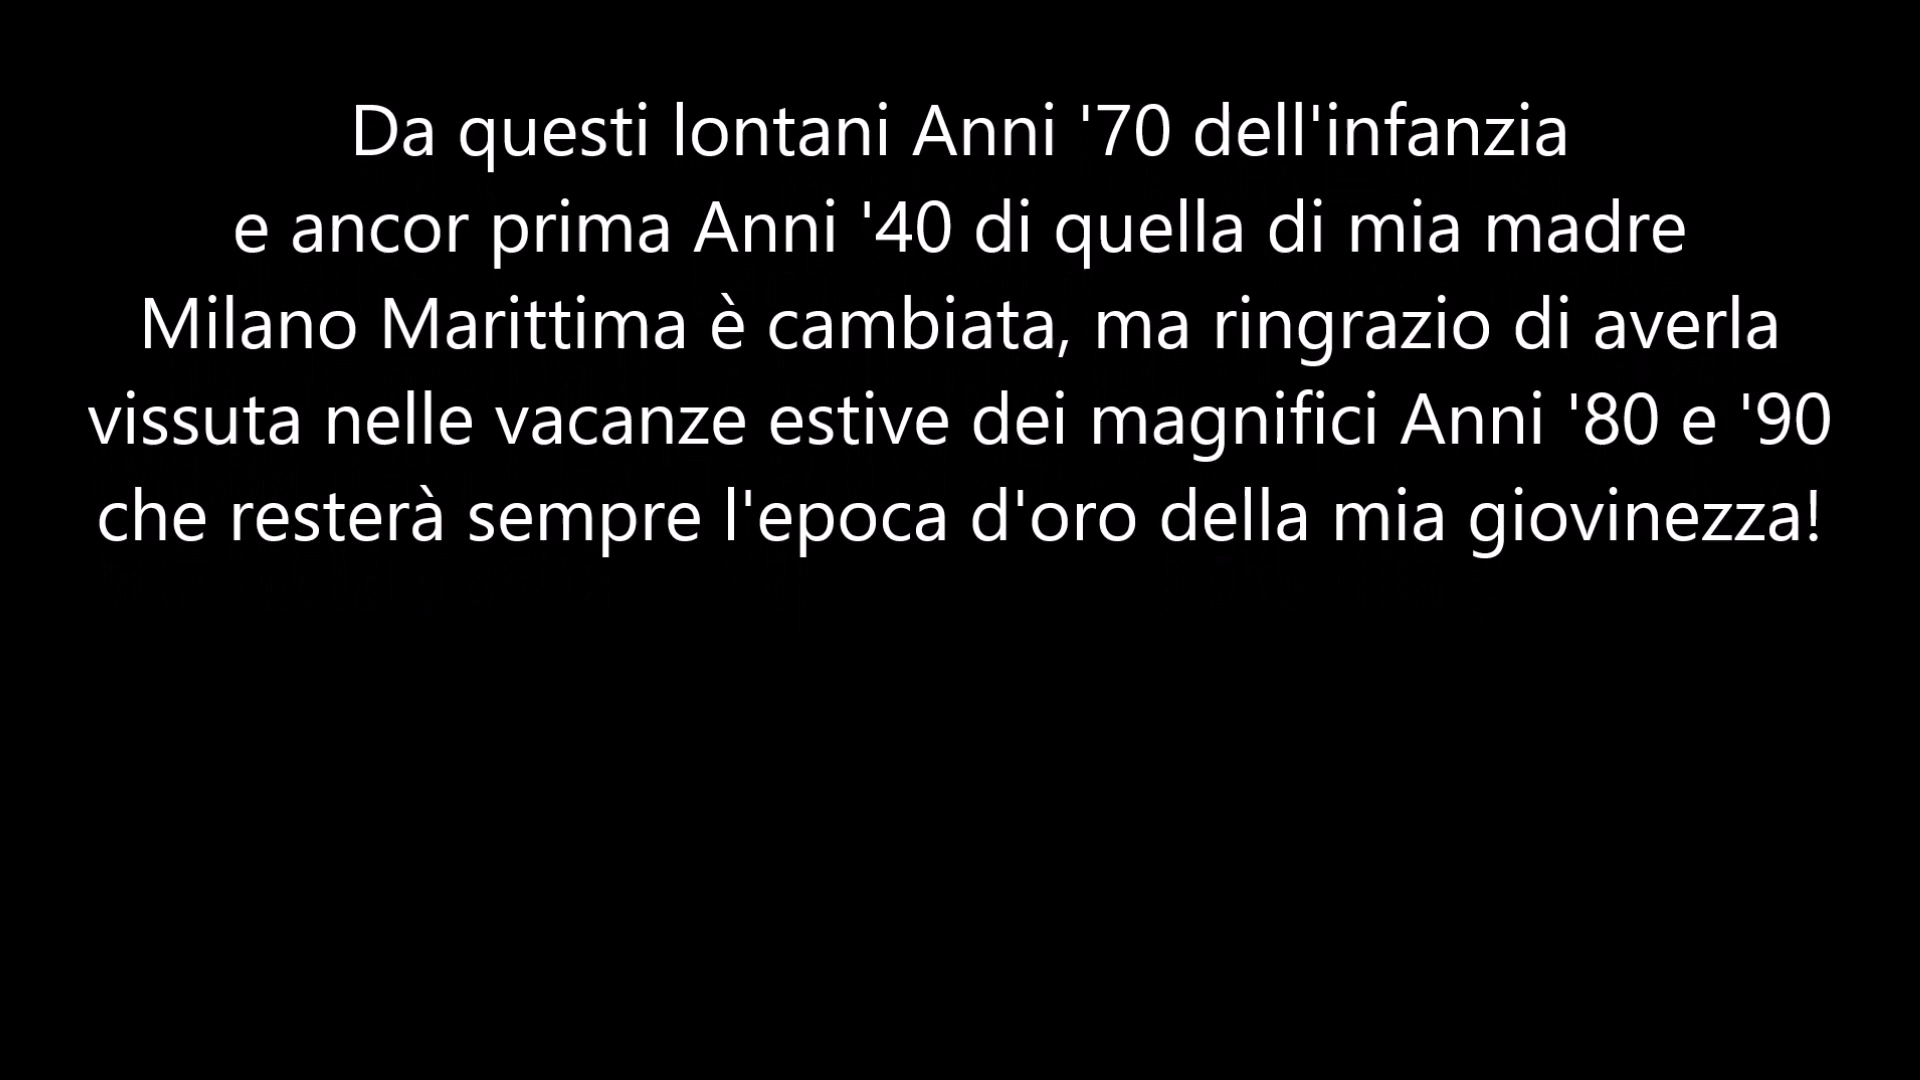 Da questi lontani Anni '70 dell'infanzia
e ancor prima Anni '40 di quella di mia madre
Milano Marittima è cambiata, ma ringrazio di averla
vissuta nelle vacanze estive dei magnifici Anni '80 e '90
che resterà sempre l'epoca d'oro della mia giovinezza!